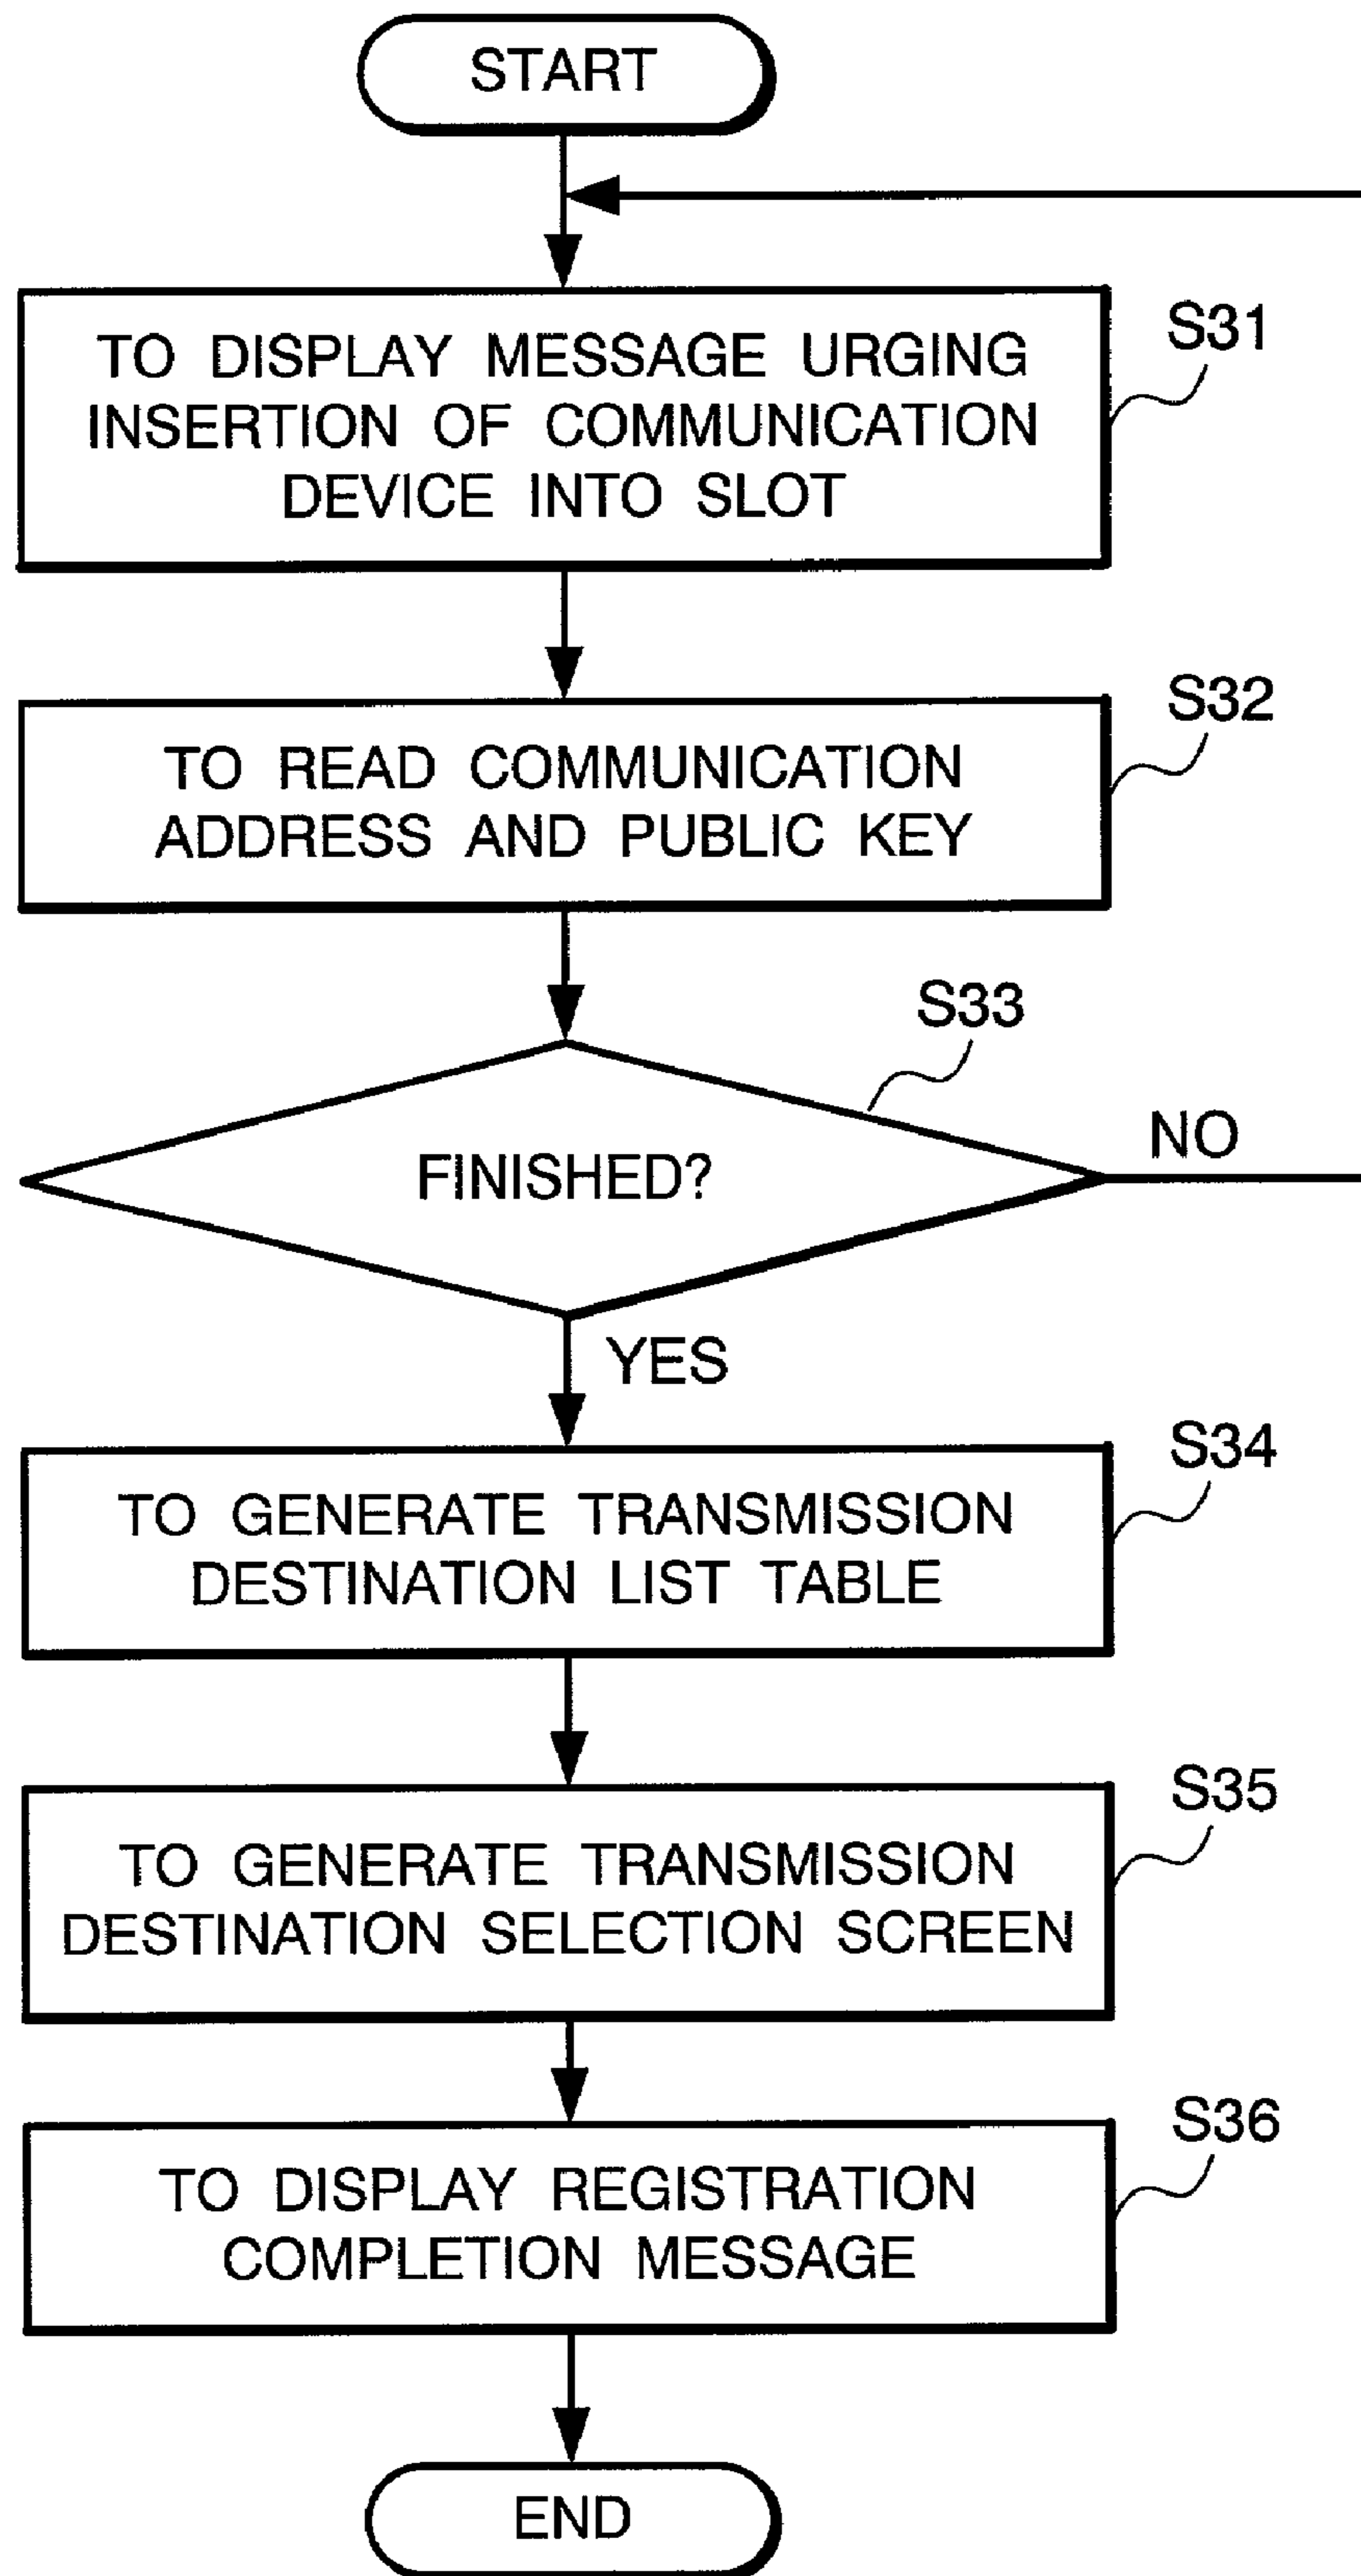 START
TO DISPLAY MESSAGE URGING
INSERTION OF COMMUNICATION
DEVICE INTO SLOT
S31
TO READ COMMUNICATION
ADDRESS AND PUBLIC KEY
S32
S33
FINISHED?
NO
YES
TO GENERATE TRANSMISSION
DESTINATION LIST TABLE
S34
TO GENERATE TRANSMISSION
DESTINATION SELECTION SCREEN
S35
TO DISPLAY REGISTRATION
COMPLETION MESSAGE
S36
END